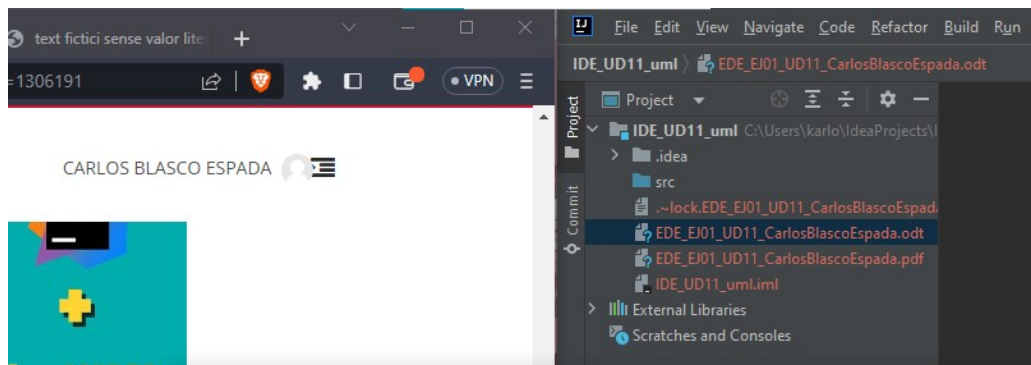 text fictici sense valor lite
=1306191
VPN
CARLOS BLASCO ESPADA
IJ
File Edit View Navigate Code Refactor Build Run
IDE_UD11_uml EDE_EJ01_UD11_CarlosBlascoEspada.odt
Project
Project
IDE_UD11_uml C:\Users\karlo\IdeaProjects\I
.idea
src
.~lock.EDE_EJ01_UD11_CarlosBlascoEspad
Commit
EDE_EJ01_UD11_CarlosBlascoEspada.odt
EDE_EJ01_UD11_CarlosBlascoEspada.pdf
IDE_UD11_uml.iml
External Libraries
Scratches and Consoles